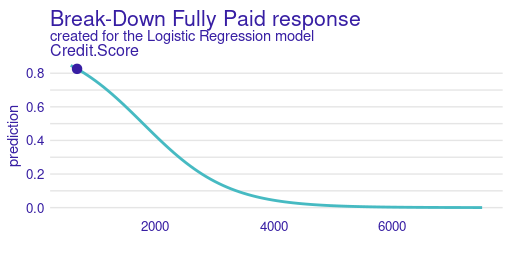 Break-Down Fully Paid response
created for the Logistic Regression model
Credit.Score
0.8
0.6
0.4
0.2
0.0
prediction
2000 4000 6000